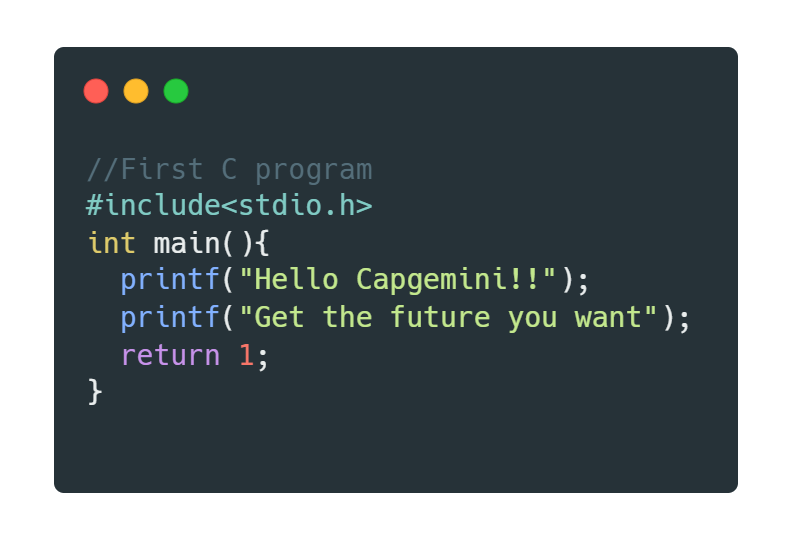 //First C program
#include<stdio.h>
int main(){
  printf("Hello Capgemini!!");
  printf("Get the future you want");
  return 1;
}